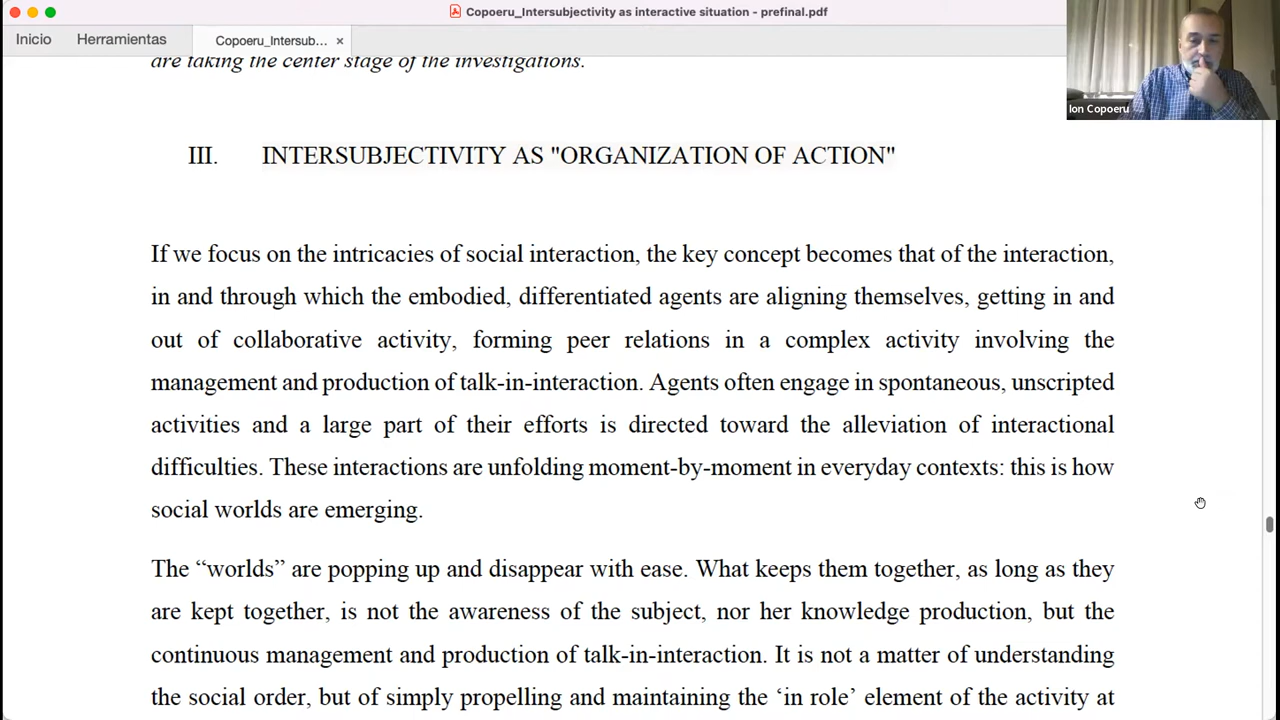 Copoeru_Intersubjectivity as interactive situation - prefinal.pdf
Inicio
Herramientas
Copoeru_Intersub...
×
Ion Copoeru
are taking the center stage of the investigations.
III. INTERSUBJECTIVITY AS "ORGANIZATION OF ACTION"
If we focus on the intricacies of social interaction, the key concept becomes that of the interaction,
in and through which the embodied, differentiated agents are aligning themselves, getting in and
out of collaborative activity, forming peer relations in a complex activity involving the
management and production of talk-in-interaction. Agents often engage in spontaneous, unscripted
activities and a large part of their efforts is directed toward the alleviation of interactional
difficulties. These interactions are unfolding moment-by-moment in everyday contexts: this is how
social worlds are emerging.
The “worlds” are popping up and disappear with ease. What keeps them together, as long as they
are kept together, is not the awareness of the subject, nor her knowledge production, but the
continuous management and production of talk-in-interaction. It is not a matter of understanding
the social order, but of simply propelling and maintaining the ‘in role’ element of the activity at